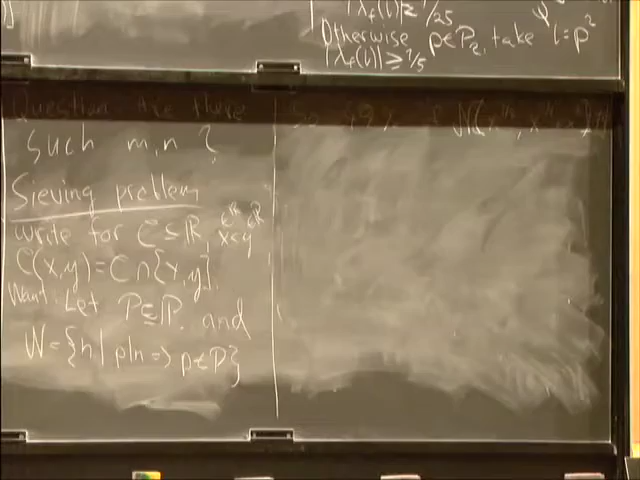 |λ_f(l)| ≥ 1/25
Otherwise p∈P₂, take l=p²
|λ_f(l)| ≥ 1/5
Question: Are there
such m,n ?
Sieving problem
write for C⊆ℝ, x<y
∈ℝ ∈ℝ
C(x,y)=C∩[x,y].
Want: Let P⊆ℙ, and
N={n | p|n => p∈P}